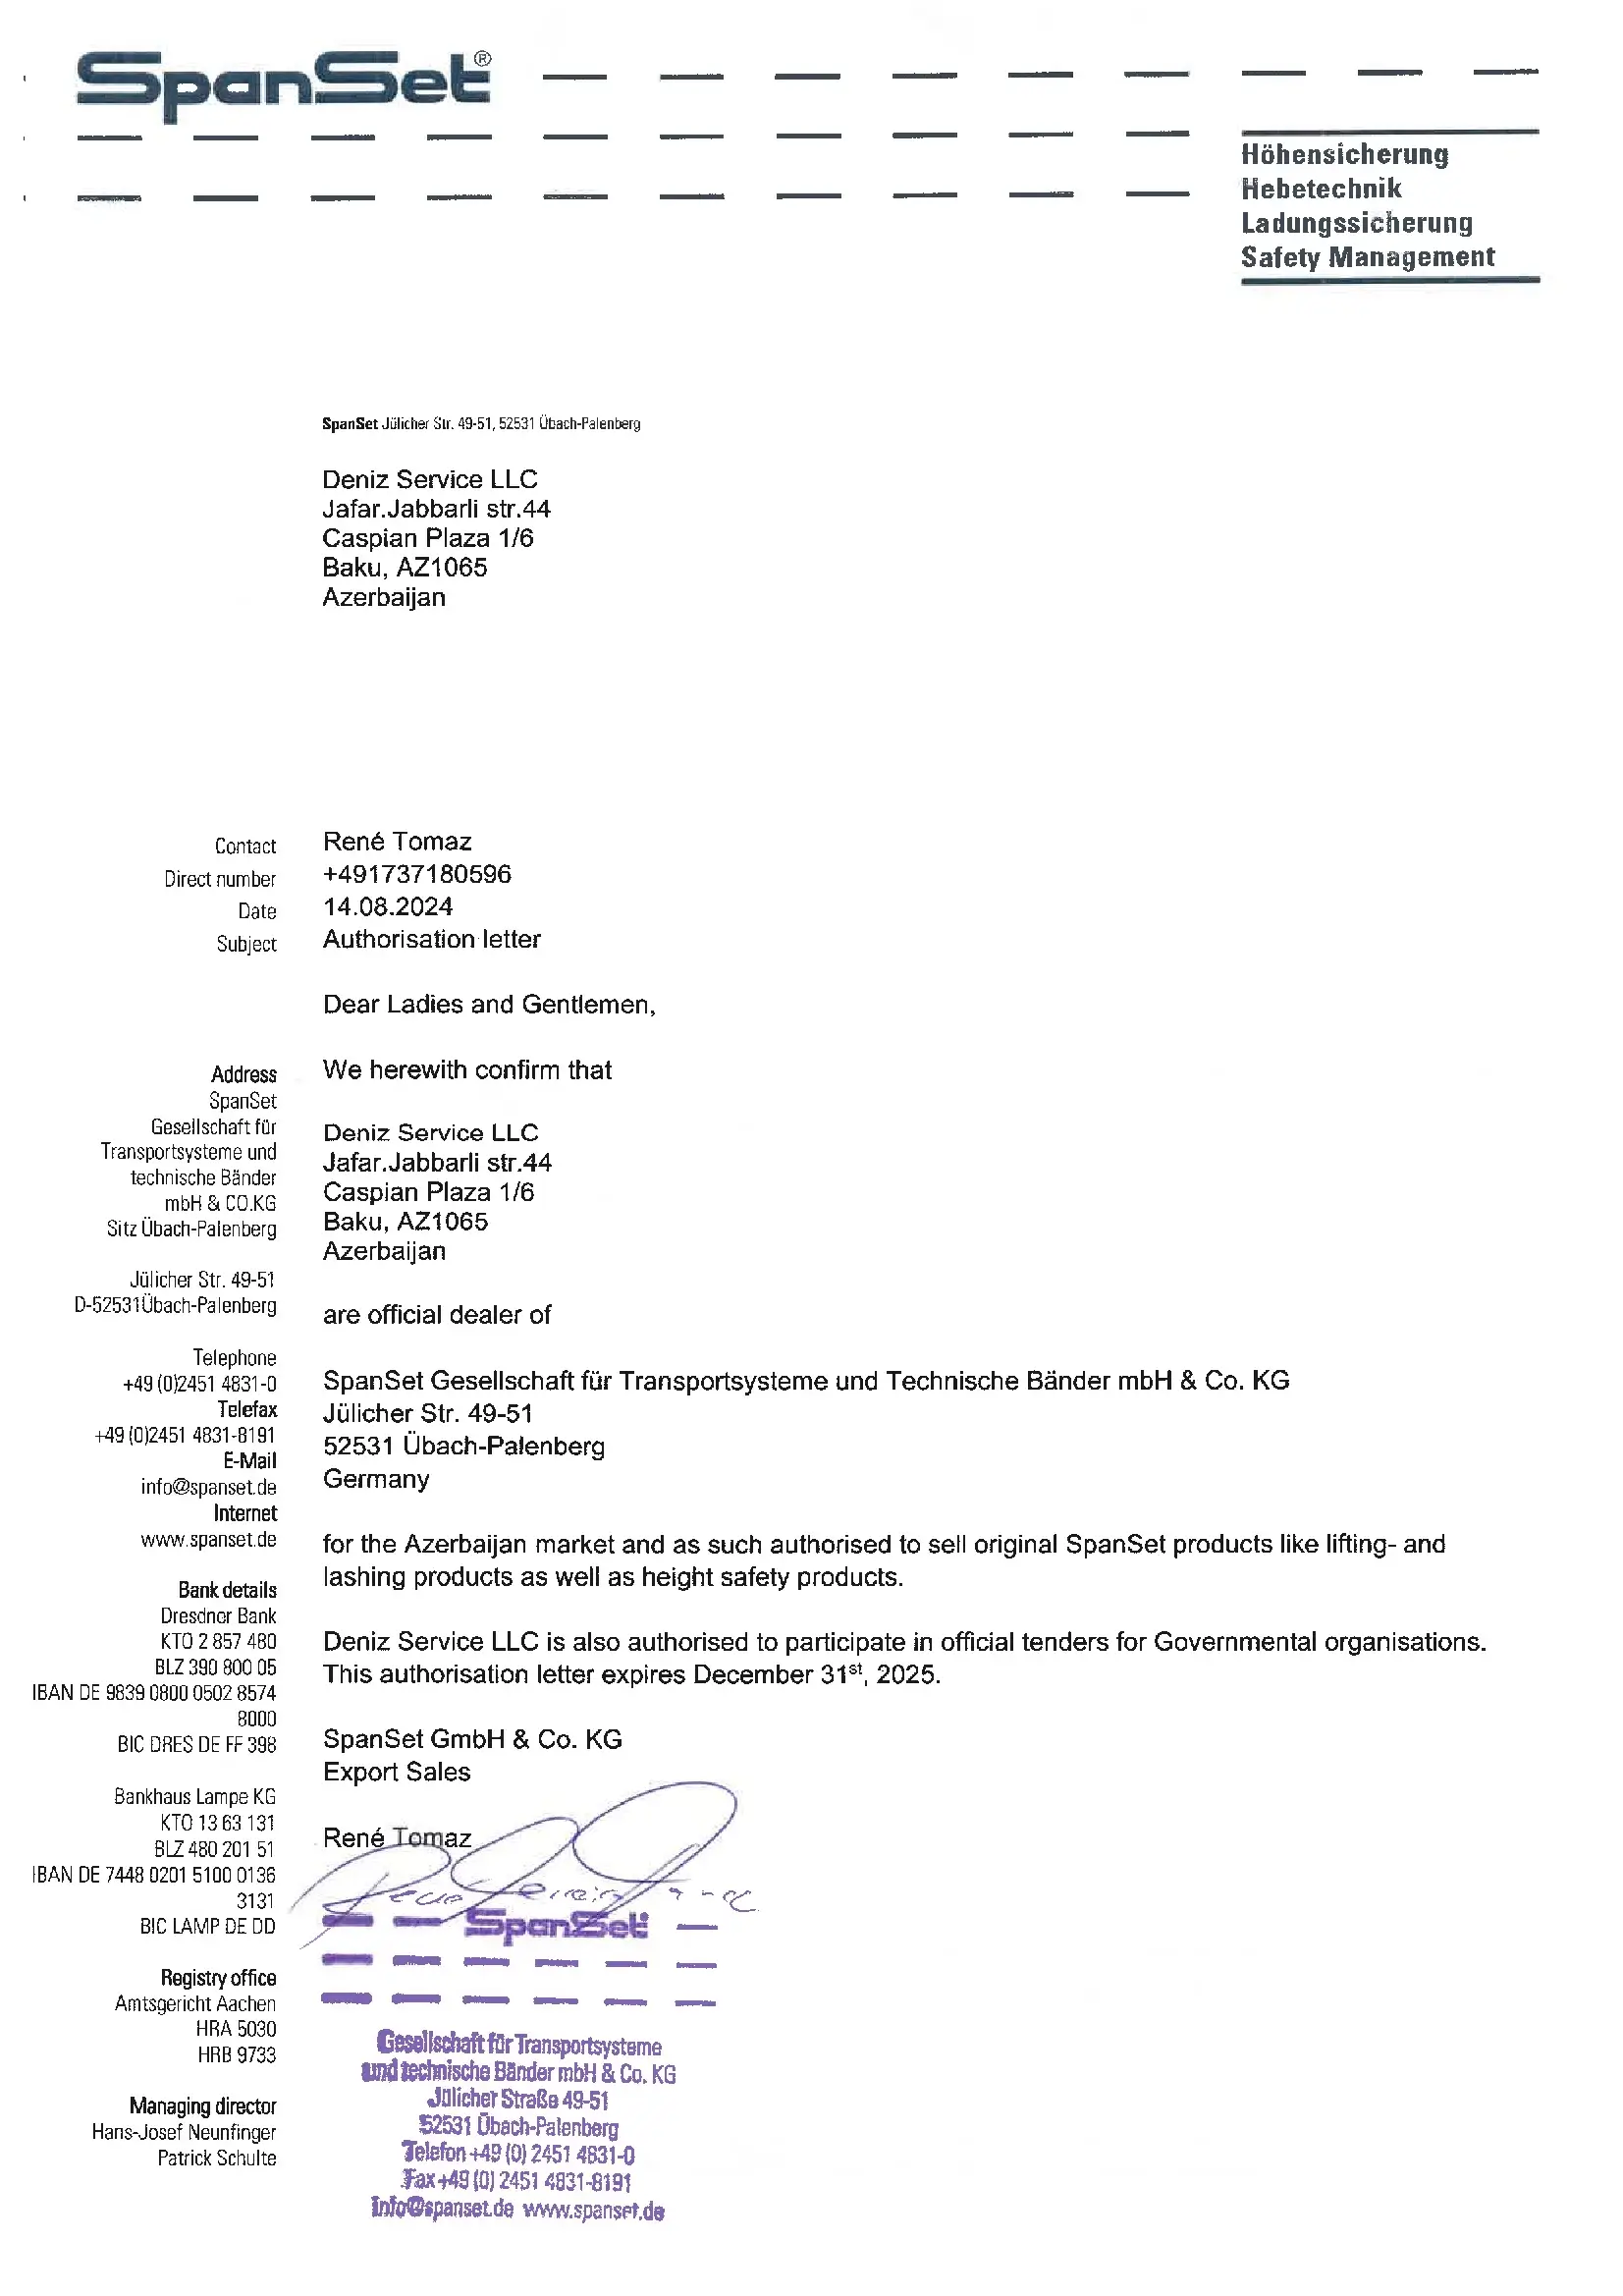 SpanSet®
Höhensicherung
Hebetechnik
Ladungssicherung
Safety Management
SpanSet Jülicher Str. 49-51, 52531 Übach-Palenberg
Deniz Service LLC
Jafar.Jabbarli str.44
Caspian Plaza 1/6
Baku, AZ1065
Azerbaijan
Contact René Tomaz
Direct number +491737180596
Date 14.08.2024
Subject Authorisation letter
Dear Ladies and Gentlemen,
We herewith confirm that
Deniz Service LLC
Jafar.Jabbarli str.44
Caspian Plaza 1/6
Baku, AZ1065
Azerbaijan
are official dealer of
SpanSet Gesellschaft für Transportsysteme und Technische Bänder mbH & Co. KG
Jülicher Str. 49-51
52531 Übach-Palenberg
Germany
for the Azerbaijan market and as such authorised to sell original SpanSet products like lifting- and
lashing products as well as height safety products.
Deniz Service LLC is also authorised to participate in official tenders for Governmental organisations.
This authorisation letter expires December 31st, 2025.
SpanSet GmbH & Co. KG
Export Sales
René Tomaz
SpanSet
Gesellschaft für Transportsysteme
und technische Bänder mbH & Co. KG
Jülicher Straße 49-51
52531 Übach-Palenberg
Telefon +49 (0) 2451 4831-0
Fax +49 (0) 2451 4831-8191
info@spanset.de www.spanset.de
Address
SpanSet
Gesellschaft für
Transportsysteme und
technische Bänder
mbH & CO.KG
Sitz Übach-Palenberg
Jülicher Str. 49-51
D-52531Übach-Palenberg
Telephone
+49 (0)2451 4831-0
Telefax
+49 (0)2451 4831-8191
E-Mail
info@spanset.de
Internet
www.spanset.de
Bank details
Dresdner Bank
KTO 2 857 480
BLZ 390 800 05
IBAN DE 9839 0800 0502 8574
8000
BIC DRES DE FF 398
Bankhaus Lampe KG
KTO 13 63 131
BLZ 480 201 51
IBAN DE 7448 0201 5100 0136
3131
BIC LAMP DE DD
Registry office
Amtsgericht Aachen
HRA 5030
HRB 9733
Managing director
Hans-Josef Neunfinger
Patrick Schulte